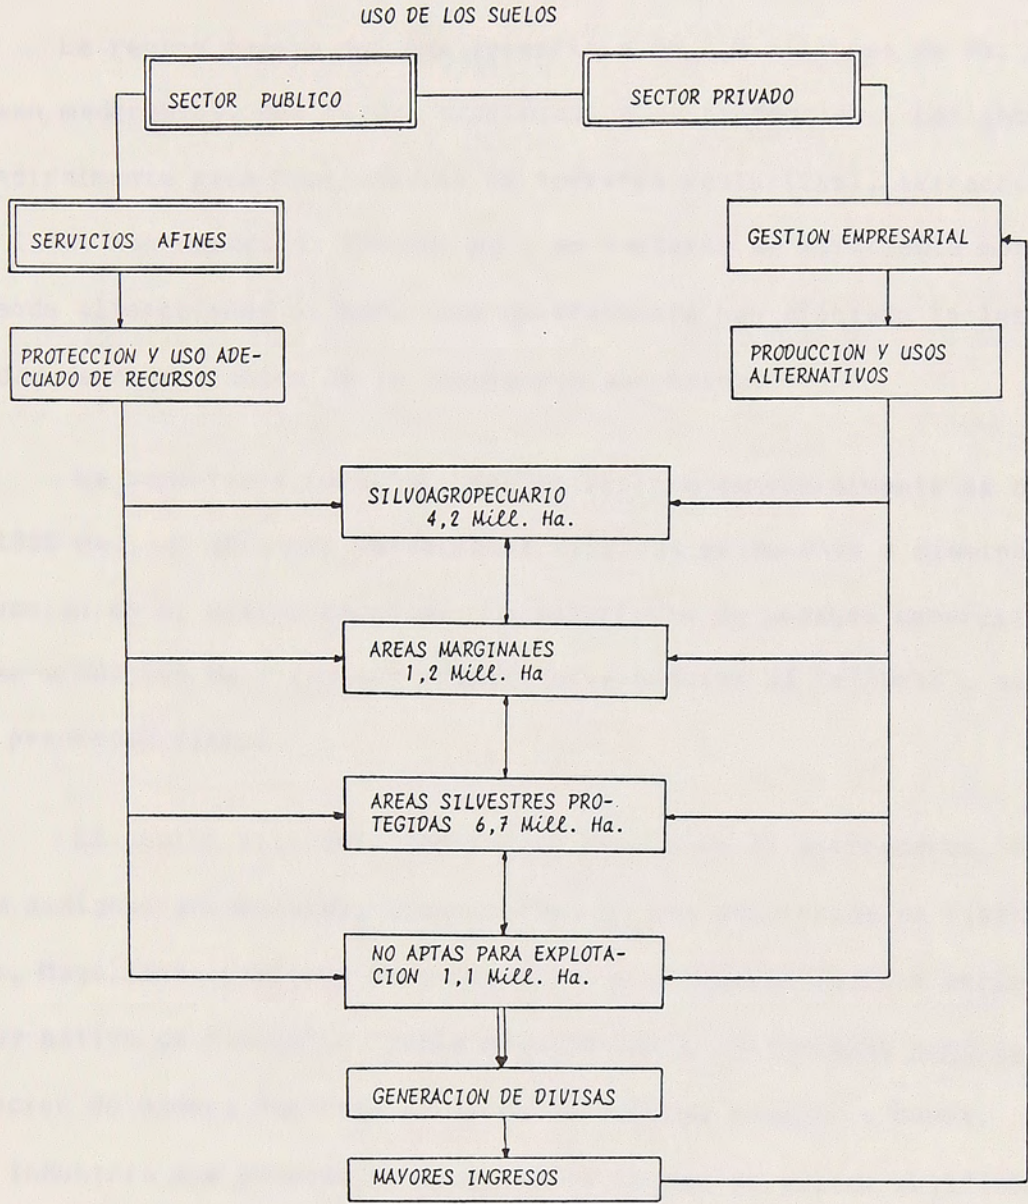 USO DE LOS SUELOS
SECTOR PUBLICO
SECTOR PRIVADO
SERVICIOS AFINES
GESTION EMPRESARIAL
PROTECCION Y USO ADE-
CUADO DE RECURSOS
PRODUCCION Y USOS
ALTERNATIVOS
SILVOAGROPECUARIO
4,2 Mill. Ha.
AREAS MARGINALES
1,2 Mill. Ha
AREAS SILVESTRES PRO-
TEGIDAS 6,7 Mill. Ha.
NO APTAS PARA EXPLOTA-
CION 1,1 Mill. Ha.
GENERACION DE DIVISAS
MAYORES INGRESOS